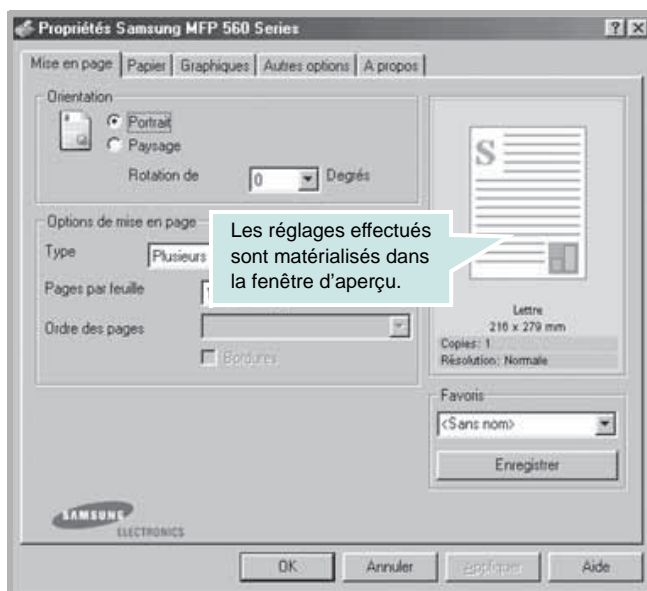 Propriétés Samsung MFP 560 Series
Mise en page Papier Graphiques Autres options A propos
Orientation
Portrait
Paysage
Rotation de 0 Degrés
Options de mise en page
Type Plusieurs
Pages par feuille
Ordre des pages
Bordures
Les réglages effectués
sont matérialisés dans
la fenêtre d'aperçu.
S
Lettre
216 x 279 mm
Copies: 1
Résolution: Normale
Favoris
<Sans nom>
Enregistrer
SAMSUNG
ELECTRONICS
OK Annuler Appliquer Aide